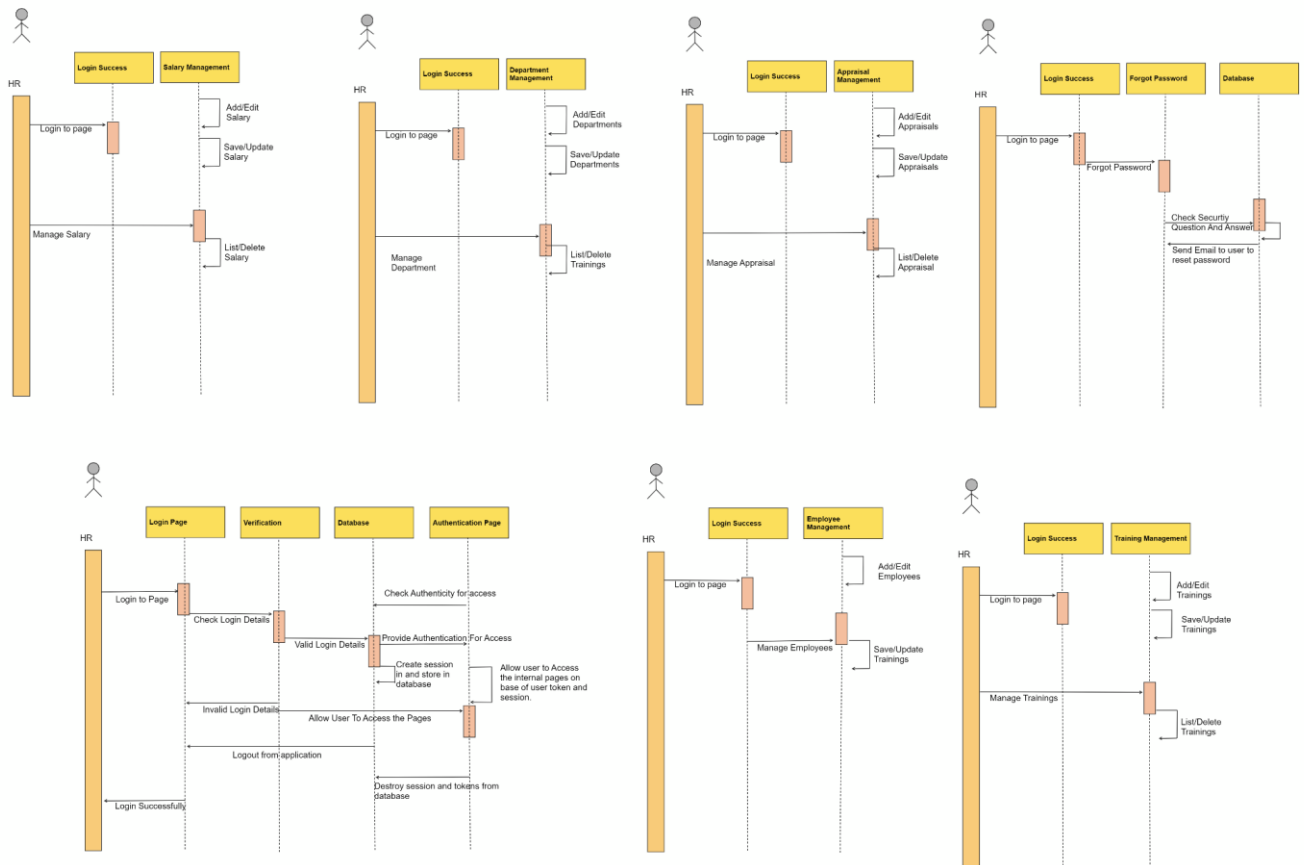 HR
Login Success
Salary Management
Add/Edit
Salary
Login to page
Save/Update
Salary
Manage Salary
List/Delete
Salary
HR
Login Success
Department
Management
Add/Edit
Departments
Login to page
Save/Update
Departments
Manage
Department
List/Delete
Trainings
HR
Login Success
Appraisal
Management
Add/Edit
Appraisals
Login to page
Save/Update
Appraisals
Manage Appraisal
List/Delete
Appraisal
HR
Login Success
Forgot Password
Database
Login to page
Forgot Password
Check Securtiy
Question And Answer
Send Email to user to
reset password
HR
Login Page
Verification
Database
Authentication Page
Login to Page
Check Authenticity for access
Check Login Details
Valid Login Details
Provide Authentication For Access
Create session
in and store in
database
Allow user to Access
the internal pages on
base of user token and
session.
Invalid Login Details
Allow User To Access the Pages
Logout from application
Destroy session and tokens from
database
Login Successfully
HR
Login Success
Employee
Management
Add/Edit
Employees
Login to page
Manage Employees
Save/Update
Trainings
HR
Login Success
Training Management
Add/Edit
Trainings
Login to page
Save/Update
Trainings
Manage Trainings
List/Delete
Trainings